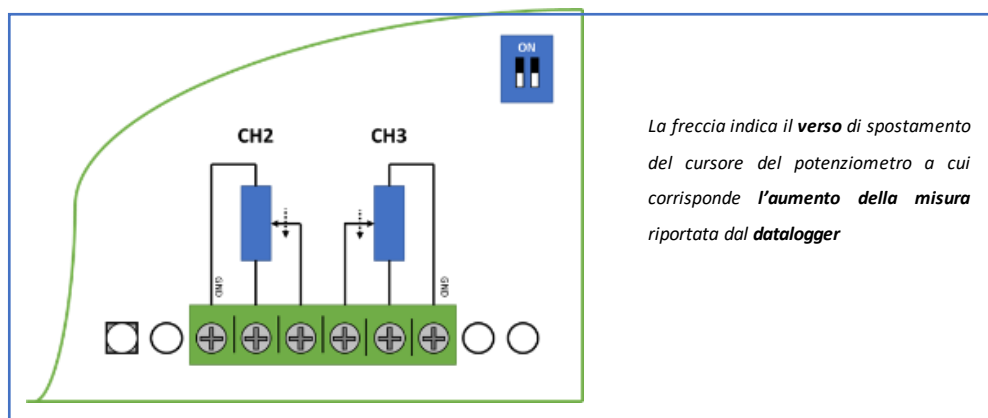 ON
CH2
CH3
GND
GND
La freccia indica il verso di spostamento
del cursore del potenziometro a cui
corrisponde l'aumento della misura
riportata dal datalogger